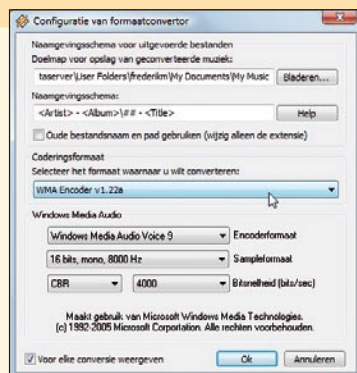 Configuratie van formaatconvertor
Naamgevingsschema voor uitgevoerde bestanden
Doelmap voor opslag van geconverteerde muziek:
taserver\User Folders\frederikm\My Documents\My Music
Bladeren...
Naamgevingsschema:
<Artist> - <Album>\## - <Title>
Help
Oude bestandsnaam en pad gebruiken (wijzig alleen de extensie)
Coderingsformaat
Selecteer het formaat waarnaar u wilt converteren:
WMA Encoder v1.22a
Windows Media Audio
Windows Media Audio Voice 9
Encoderformaat
16 bits, mono, 8000 Hz
Sampleformaat
CBR
4000
Bitsnelheid (bits/sec)
Maakt gebruik van Microsoft Windows Media Technologies.
(c) 1992-2005 Microsoft Corportation. Alle rechten voorbehouden.
Voor elke conversie weergeven
Ok
Annuleren